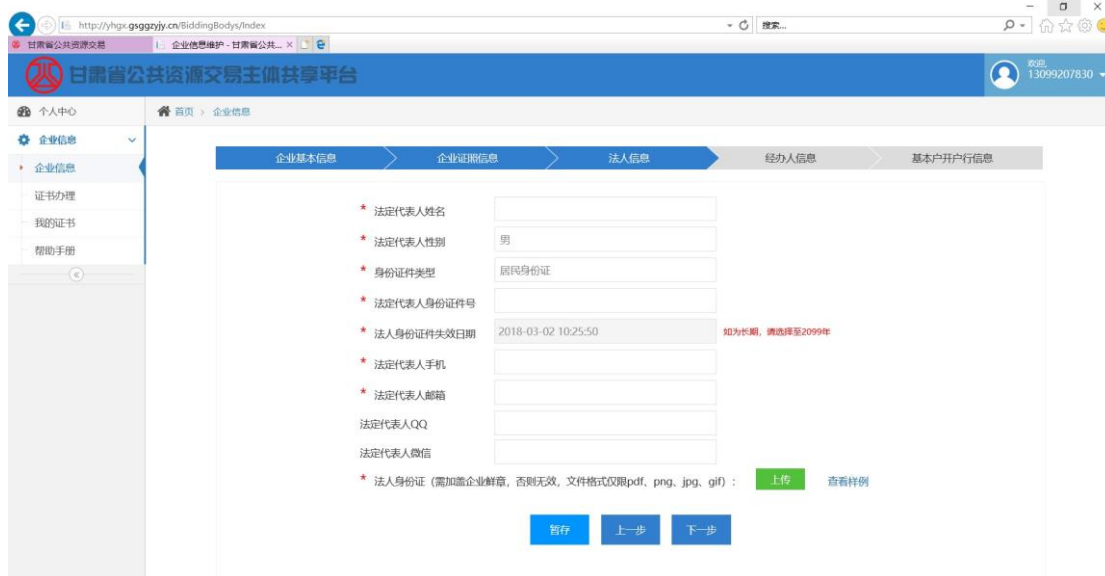 http://yhgx.gsggzyjy.cn/BiddingBodys/Index
搜索...
甘肃省公共资源交易
企业信息维护 - 甘肃省公共...
甘肃省公共资源交易主体共享平台
欢迎,
13099207830
个人中心
首页 > 企业信息
企业信息
企业信息
证书办理
我的证书
帮助手册
企业基本信息
企业证照信息
法人信息
经办人信息
基本户开户行信息
* 法定代表人姓名
* 法定代表人性别 男
* 身份证件类型 居民身份证
* 法定代表人身份证件号
* 法人身份证件失效日期 2018-03-02 10:25:50 如为长期，请选择至2099年
* 法定代表人手机
* 法定代表人邮箱
法定代表人QQ
法定代表人微信
* 法人身份证（需加盖企业鲜章，否则无效，文件格式仅限pdf、png、jpg、gif）： 上传 查看样例
暂存 上一步 下一步